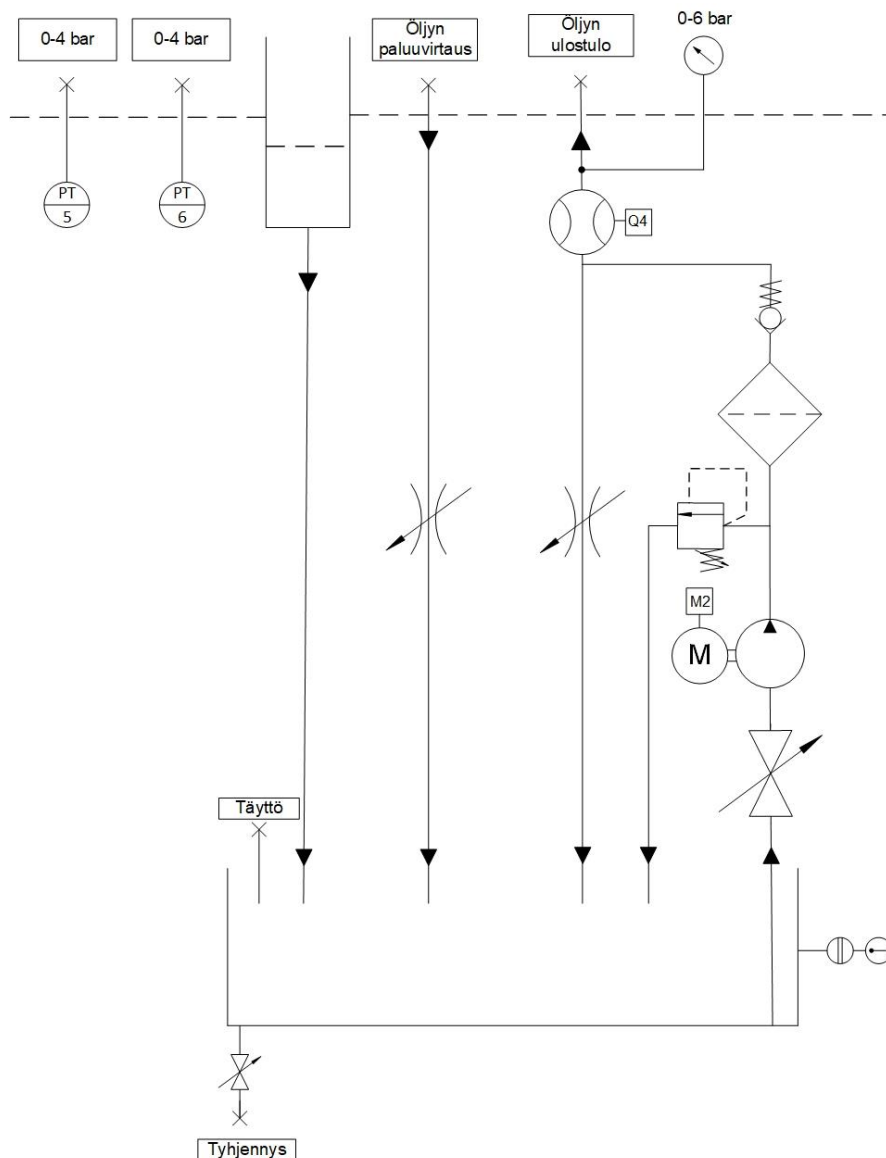 0-4 bar
0-4 bar
Öljyn
paluuvirtaus
Öljyn
ulostulo
0-6 bar
PT
5
PT
6
Q4
M2
M
Täyttö
Tyhjennys